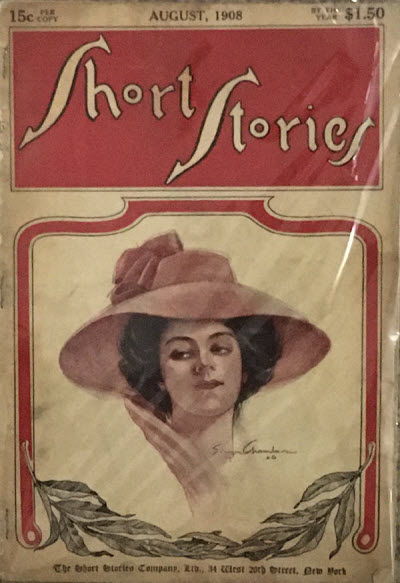 15c PER COPY AUGUST, 1908 BY THE YEAR $1.50
Short Stories
The Short Stories Company, Ltd., 34 West 20th Street, New York